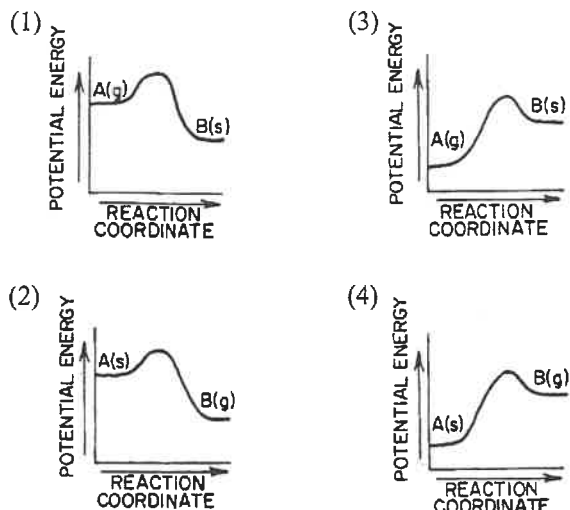 (1)
POTENTIAL ENERGY
A(g)
B(s)
REACTION
COORDINATE
(3)
POTENTIAL ENERGY
A(g)
B(s)
REACTION
COORDINATE
(2)
POTENTIAL ENERGY
A(s)
B(g)
REACTION
COORDINATE
(4)
POTENTIAL ENERGY
A(s)
B(g)
REACTION
COORDINATE